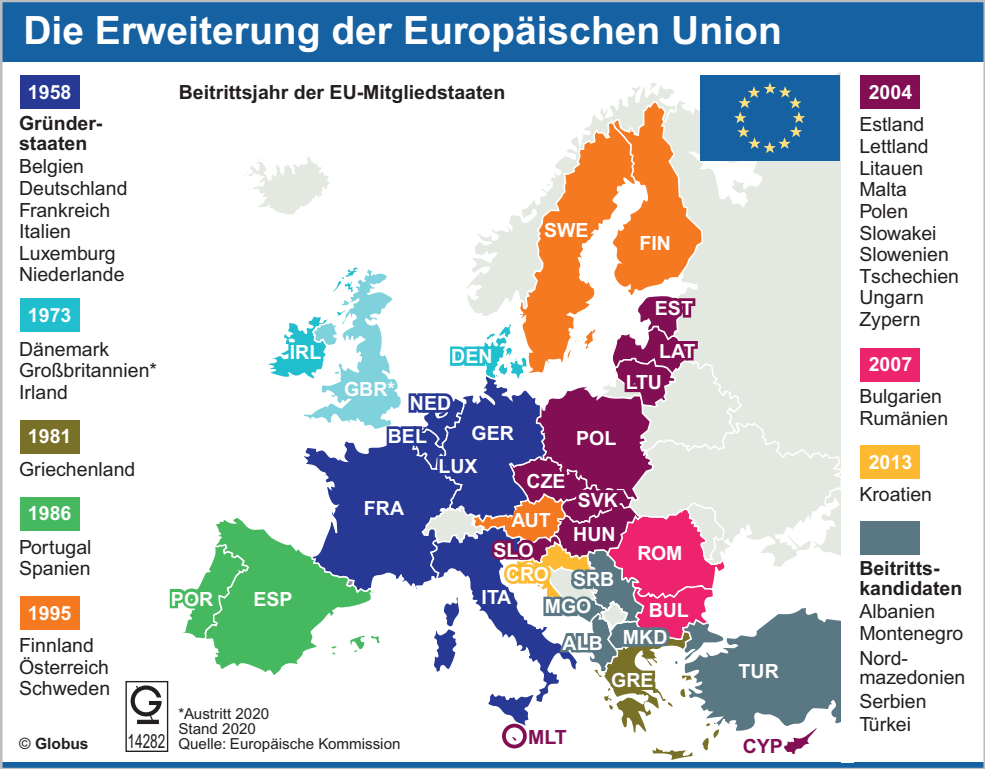 Die Erweiterung der Europäischen Union
Beitrittsjahr der EU-Mitgliedstaaten
1958
Gründer-
staaten
Belgien
Deutschland
Frankreich
Italien
Luxemburg
Niederlande
1973
Dänemark
Großbritannien*
Irland
1981
Griechenland
1986
Portugal
Spanien
1995
Finnland
Österreich
Schweden
SWE
FIN
EST
LAT
LTU
IRL
GBR*
DEN
NED
BEL
LUX
GER
POL
FRA
CZE
SVK
AUT
HUN
SLO
CRO
ROM
ITA
SRB
MGO
BUL
ALB
MKD
POR
ESP
GRE
TUR
MLT
CYP
2004
Estland
Lettland
Litauen
Malta
Polen
Slowakei
Slowenien
Tschechien
Ungarn
Zypern
2007
Bulgarien
Rumänien
2013
Kroatien
Beitritts-
kandidaten
Albanien
Montenegro
Nord-
mazedonien
Serbien
Türkei
© Globus
G
14282
*Austritt 2020
Stand 2020
Quelle: Europäische Kommission